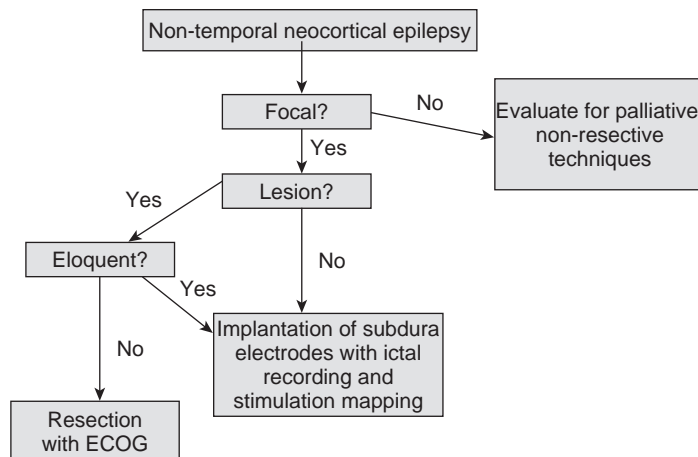 Non-temporal neocortical epilepsy
Focal?
No
Evaluate for palliative
non-resective
techniques
Yes
Lesion?
Yes
No
Eloquent?
Yes
No
Implantation of subdura
electrodes with ictal
recording and
stimulation mapping
Resection
with ECOG